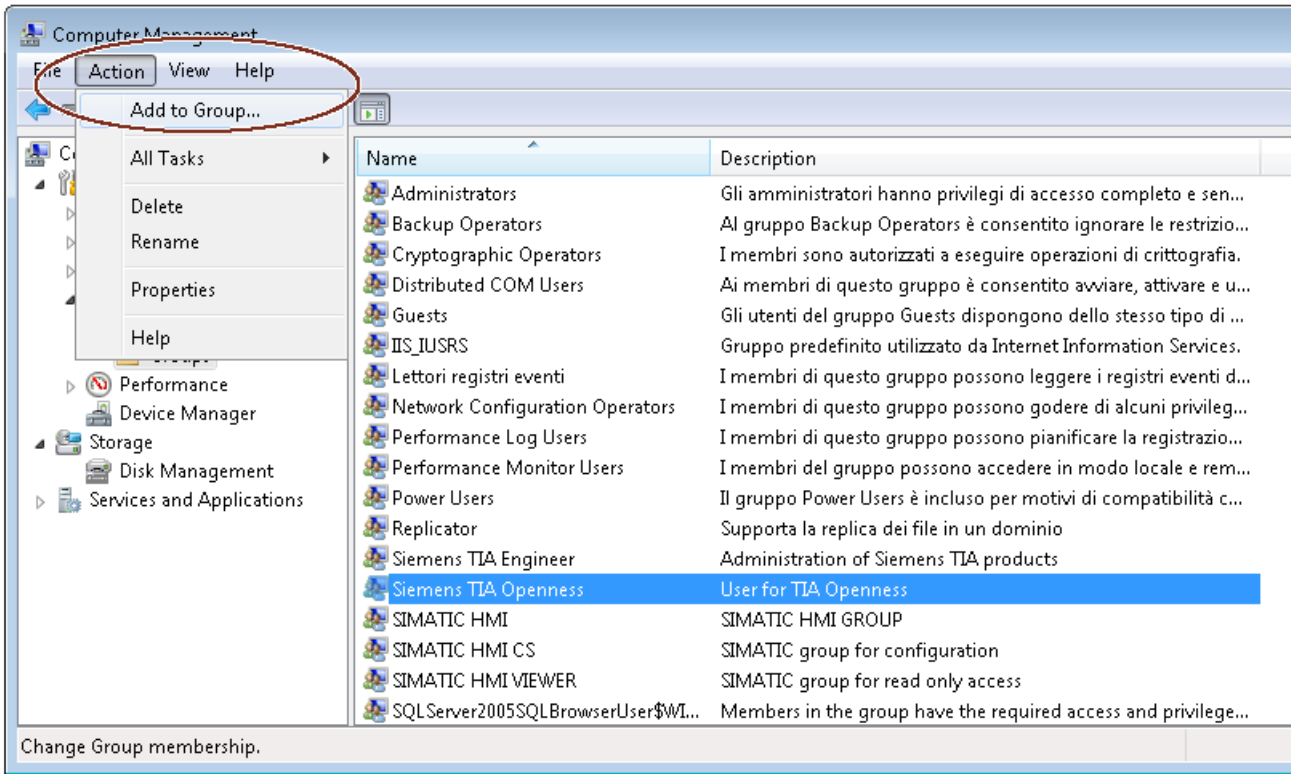 Computer Management
File Action View Help
Add to Group...
All Tasks
Delete
Rename
Properties
Help
Performance
Device Manager
Storage
Disk Management
Services and Applications
Name Description
Administrators Gli amministratori hanno privilegi di accesso completo e sen...
Backup Operators Al gruppo Backup Operators è consentito ignorare le restrizio...
Cryptographic Operators I membri sono autorizzati a eseguire operazioni di crittografia.
Distributed COM Users Ai membri di questo gruppo è consentito avviare, attivare e u...
Guests Gli utenti del gruppo Guests dispongono dello stesso tipo di ...
IIS_IUSRS Gruppo predefinito utilizzato da Internet Information Services.
Lettori registri eventi I membri di questo gruppo possono leggere i registri eventi d...
Network Configuration Operators I membri di questo gruppo possono godere di alcuni privileg...
Performance Log Users I membri di questo gruppo possono pianificare la registrazio...
Performance Monitor Users I membri del gruppo possono accedere in modo locale e rem...
Power Users Il gruppo Power Users è incluso per motivi di compatibilità c...
Replicator Supporta la replica dei file in un dominio
Siemens TIA Engineer Administration of Siemens TIA products
Siemens TIA Openness User for TIA Openness
SIMATIC HMI SIMATIC HMI GROUP
SIMATIC HMI CS SIMATIC group for configuration
SIMATIC HMI VIEWER SIMATIC group for read only access
SQLServer2005SQLBrowserUser$WI... Members in the group have the required access and privilege...
Change Group membership.